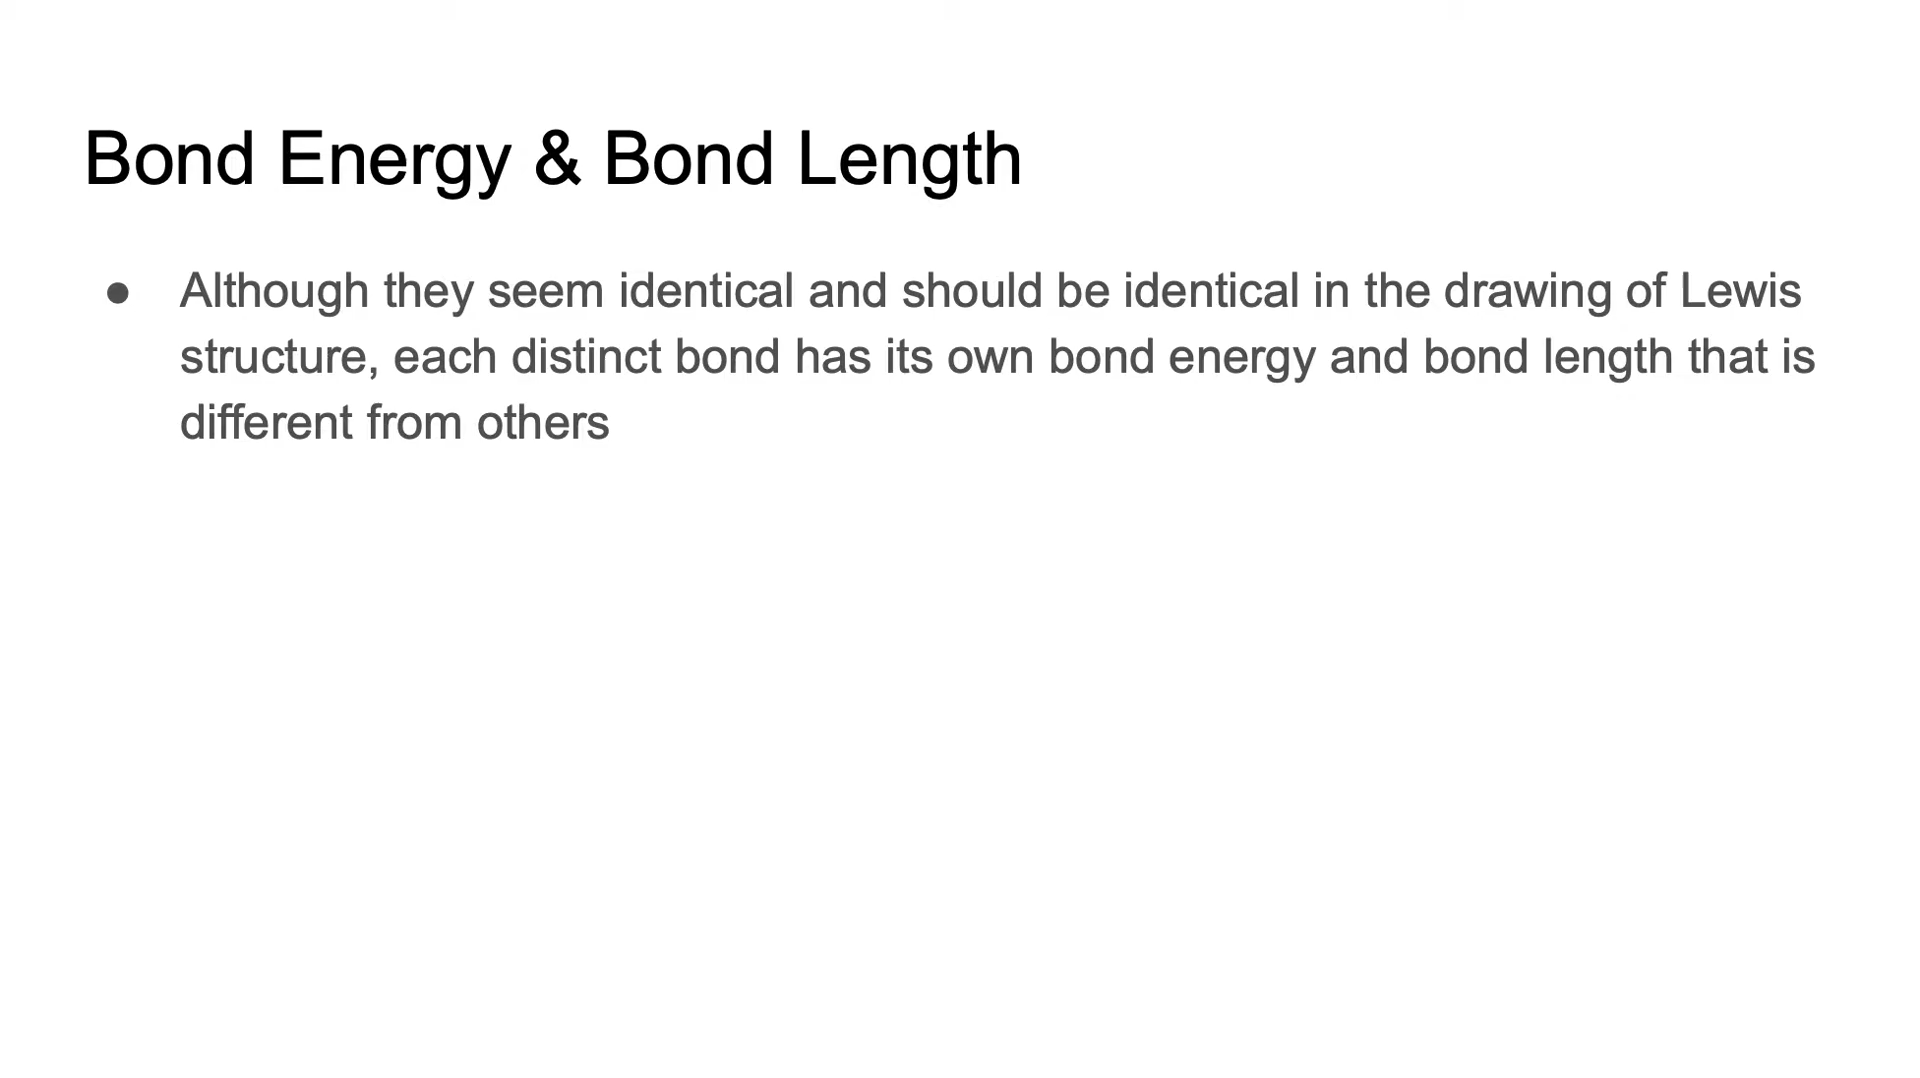 Bond Energy & Bond Length
● Although they seem identical and should be identical in the drawing of Lewis
structure, each distinct bond has its own bond energy and bond length that is
different from others